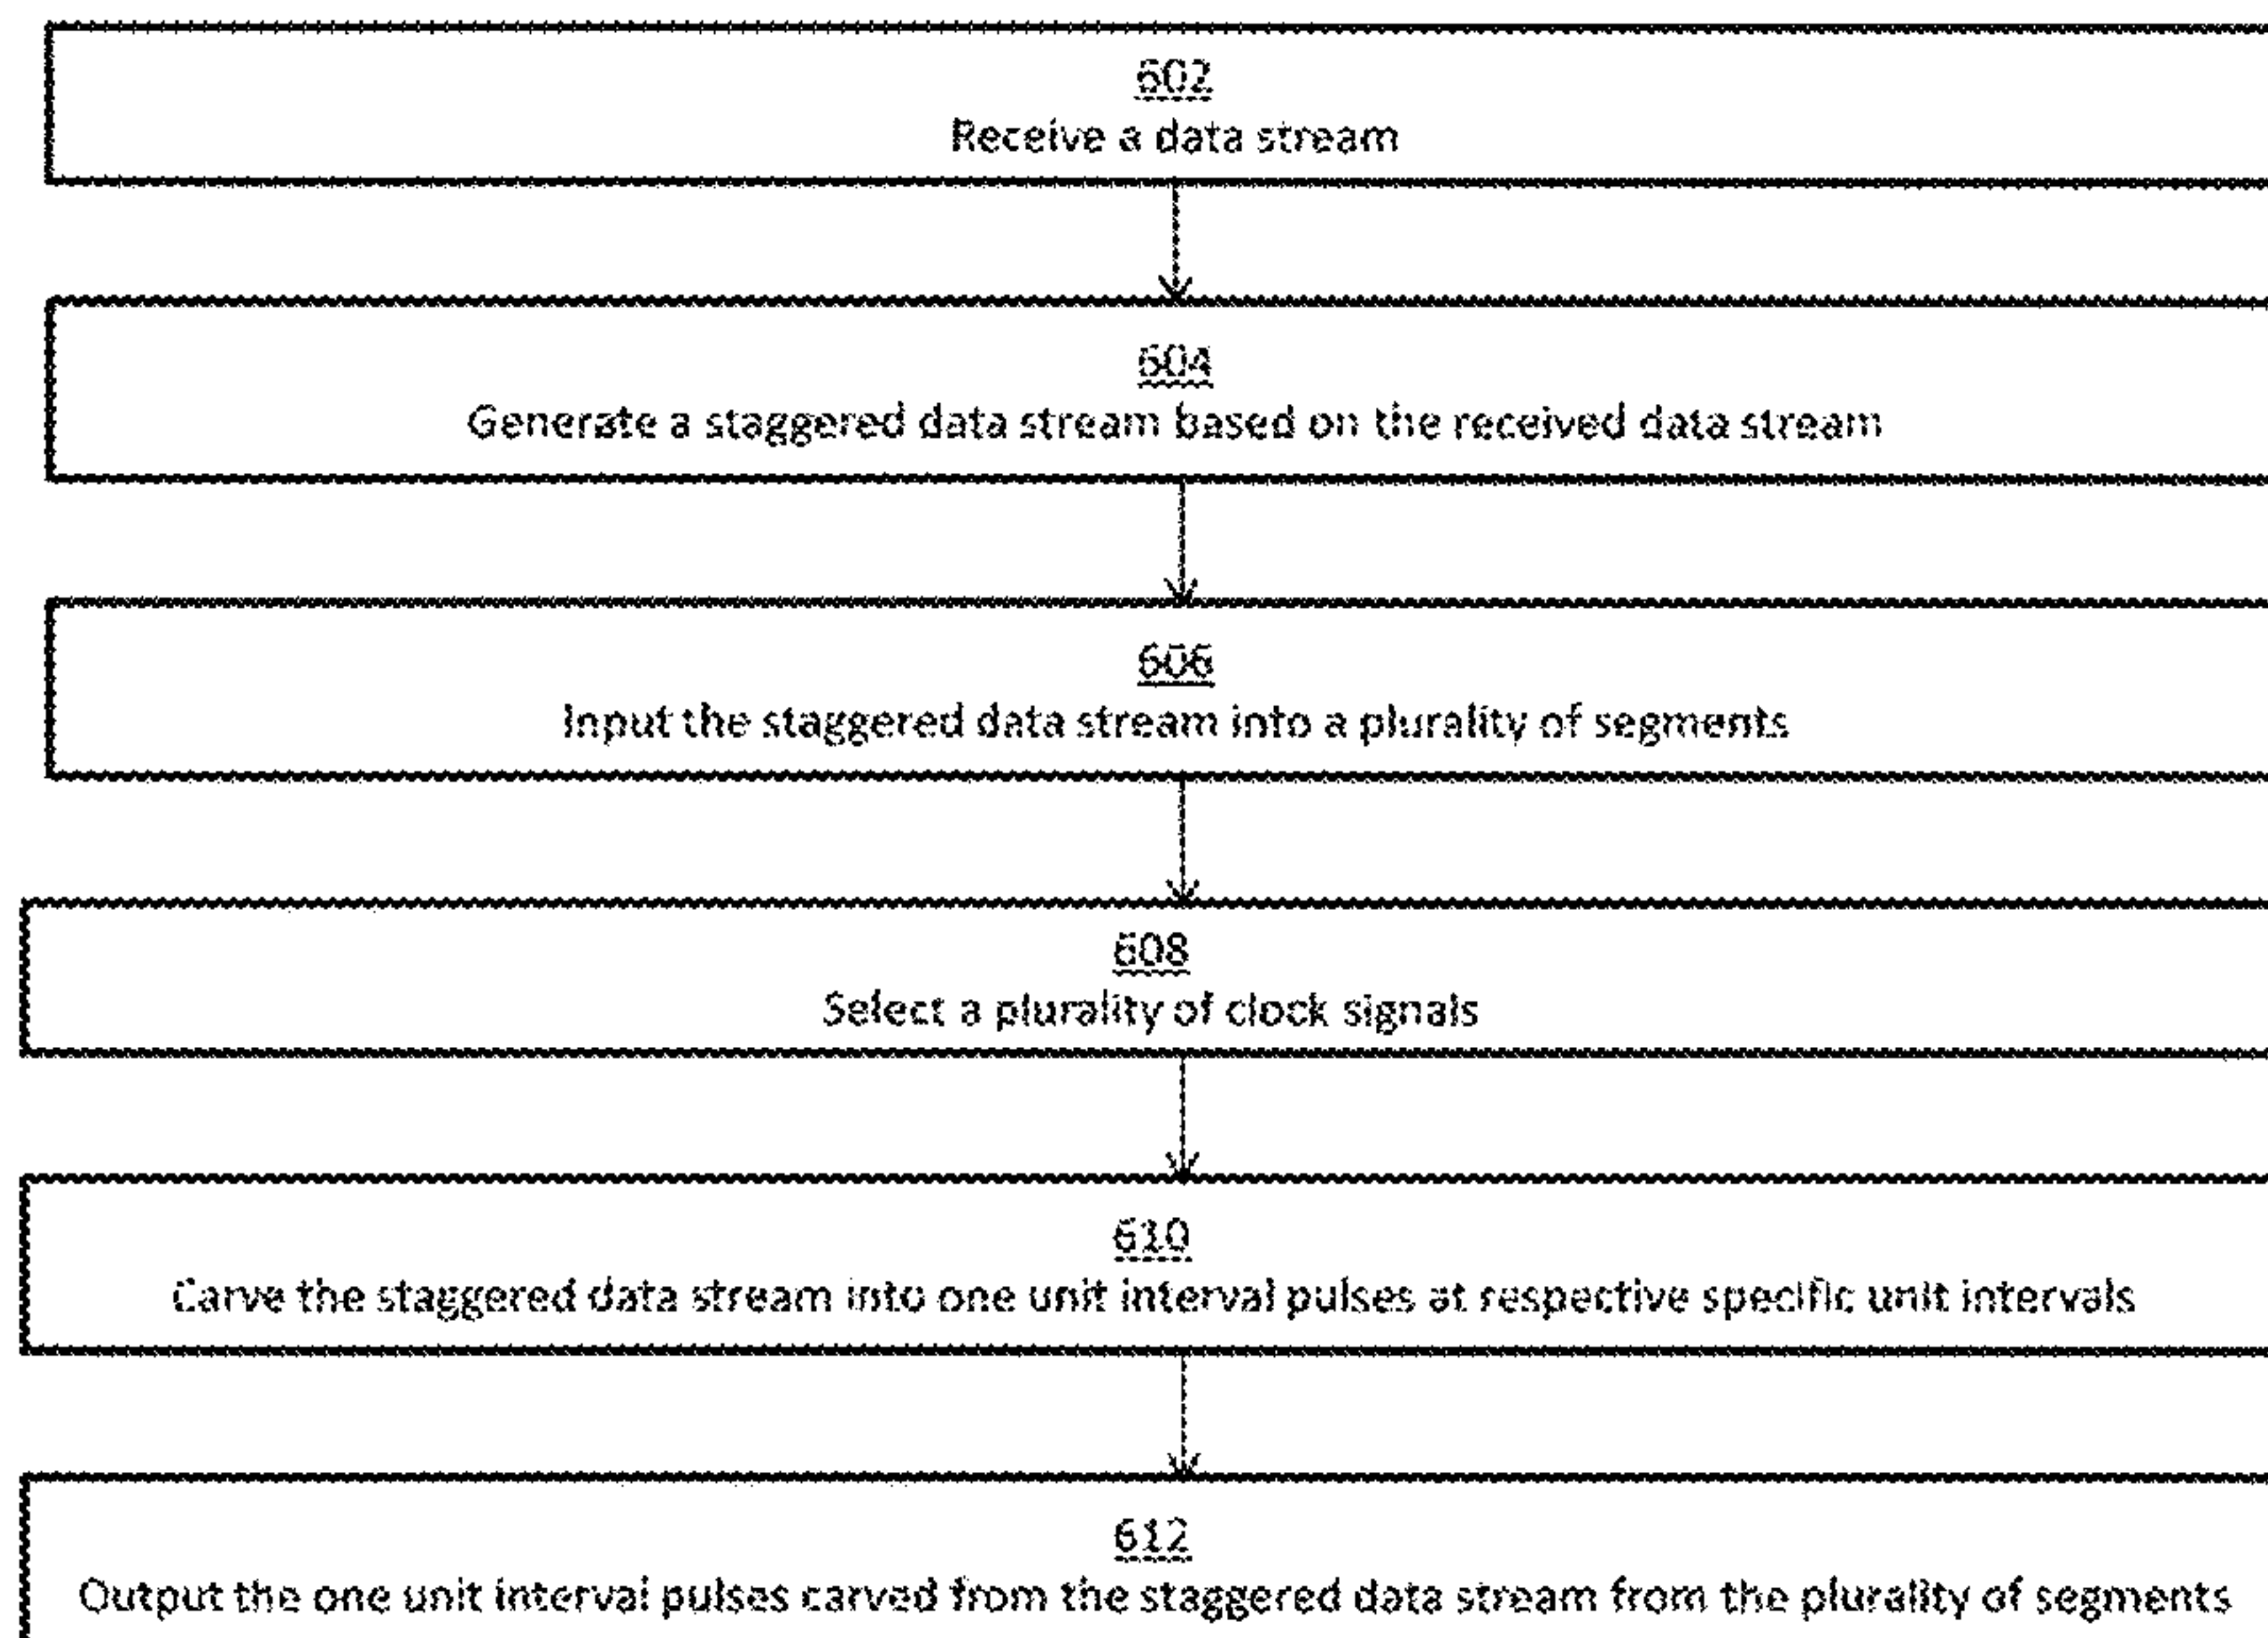 602
Receive a data stream
604
Generate a staggered data stream based on the received data stream
606
Input the staggered data stream into a plurality of segments
608
Select a plurality of clock signals
610
Carve the staggered data stream into one unit interval pulses at respective specific unit intervals
612
Output the one unit interval pulses carved from the staggered data stream from the plurality of segments